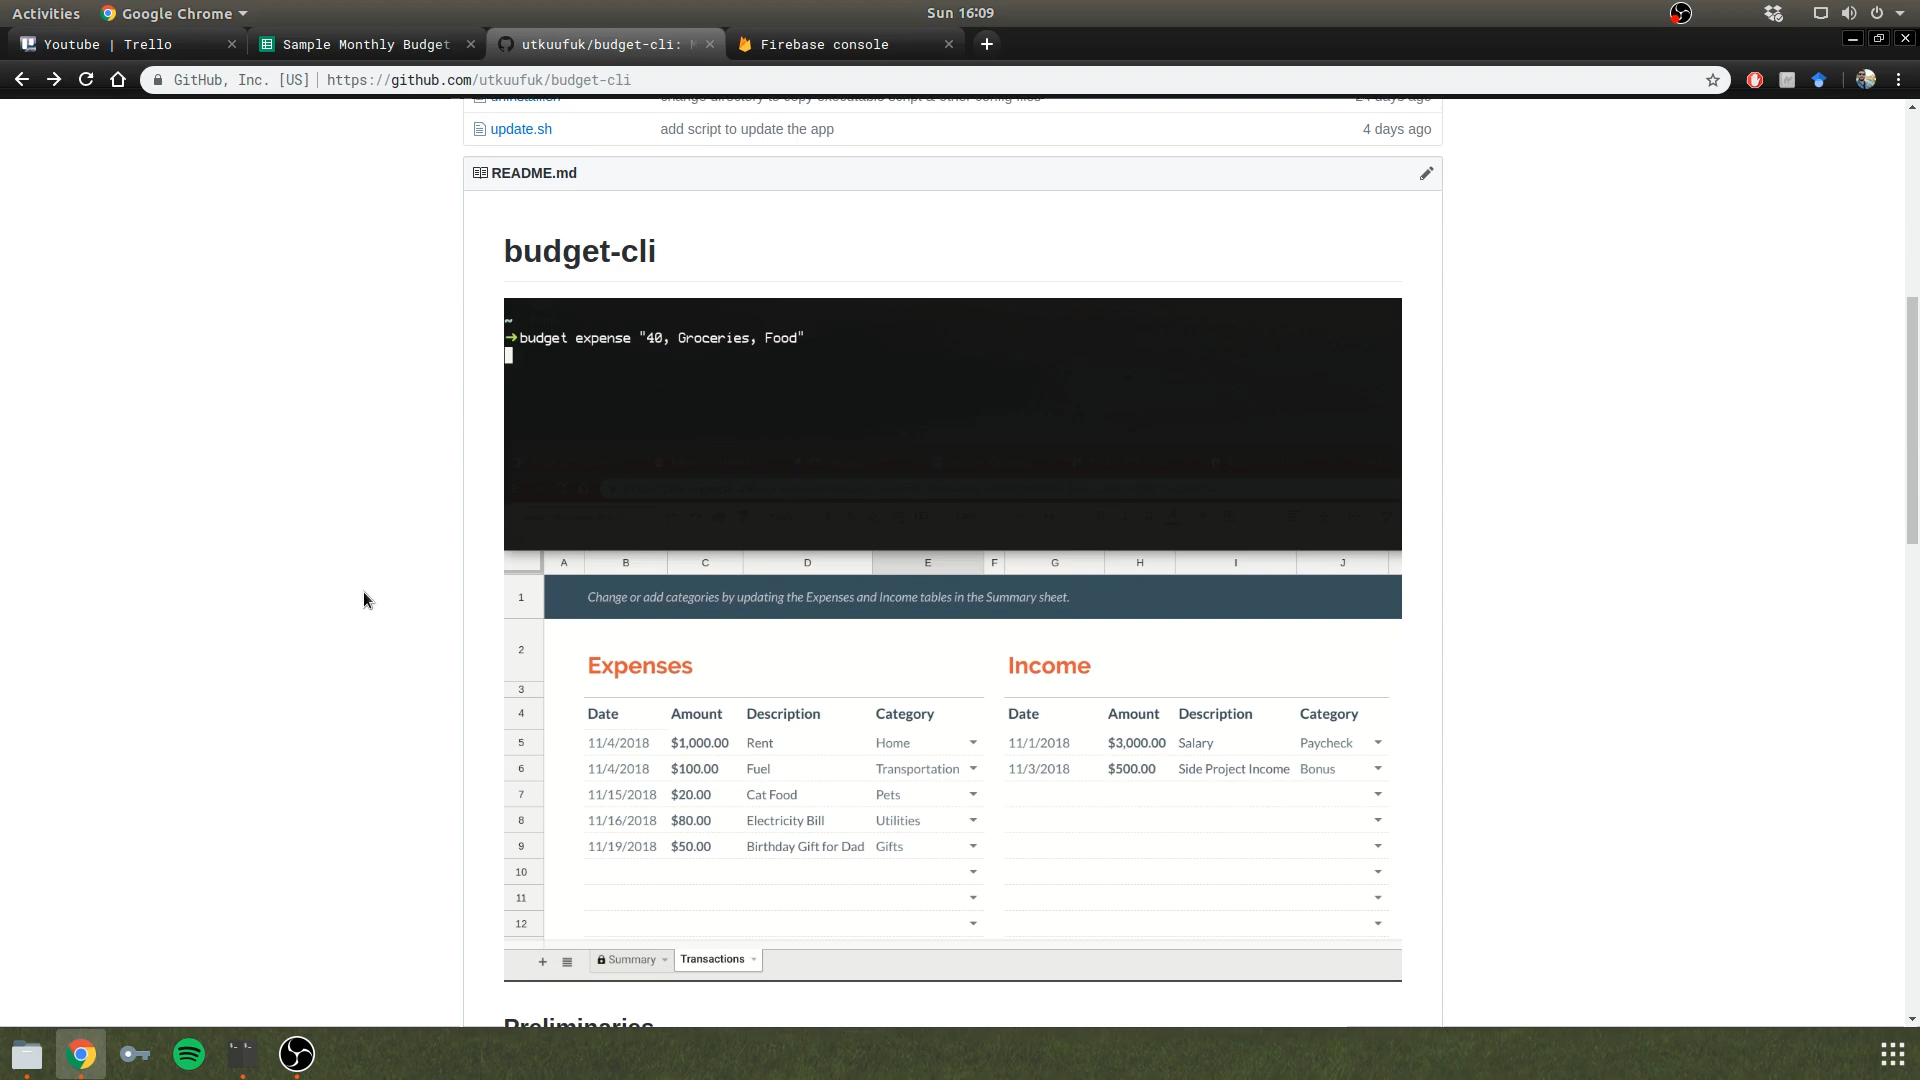 Activities Google Chrome Sun 16:09
Youtube | Trello Sample Monthly Budget utkuufuk/budget-cli: Firebase console
GitHub, Inc. [US] https://github.com/utkuufuk/budget-cli
update.sh add script to update the app 4 days ago
README.md
budget-cli
~
➜budget expense "40, Groceries, Food"
A B C D E F G H I J
1 Change or add categories by updating the Expenses and Income tables in the Summary sheet.
2 Expenses Income
3
4 Date Amount Description Category Date Amount Description Category
5 11/4/2018 $1,000.00 Rent Home 11/1/2018 $3,000.00 Salary Paycheck
6 11/4/2018 $100.00 Fuel Transportation 11/3/2018 $500.00 Side Project Income Bonus
7 11/15/2018 $20.00 Cat Food Pets
8 11/16/2018 $80.00 Electricity Bill Utilities
9 11/19/2018 $50.00 Birthday Gift for Dad Gifts
10
11
12
+ Summary Transactions
Preliminaries